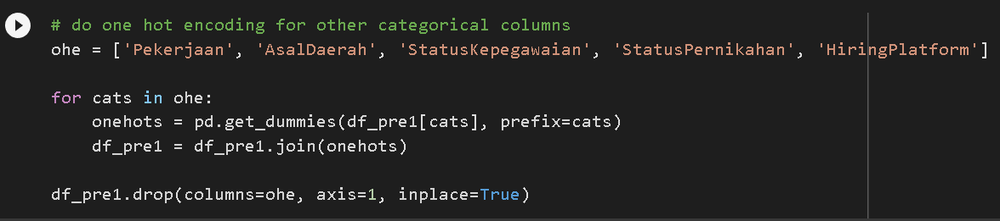 # do one hot encoding for other categorical columns
ohe = ['Pekerjaan', 'AsalDaerah', 'StatusKepegawaian', 'StatusPernikahan', 'HiringPlatform']
for cats in ohe:
onehots = pd.get_dummies(df_pre1[cats], prefix=cats)
df_pre1 = df_pre1.join(onehots)
df_pre1.drop(columns=ohe, axis=1, inplace=True)